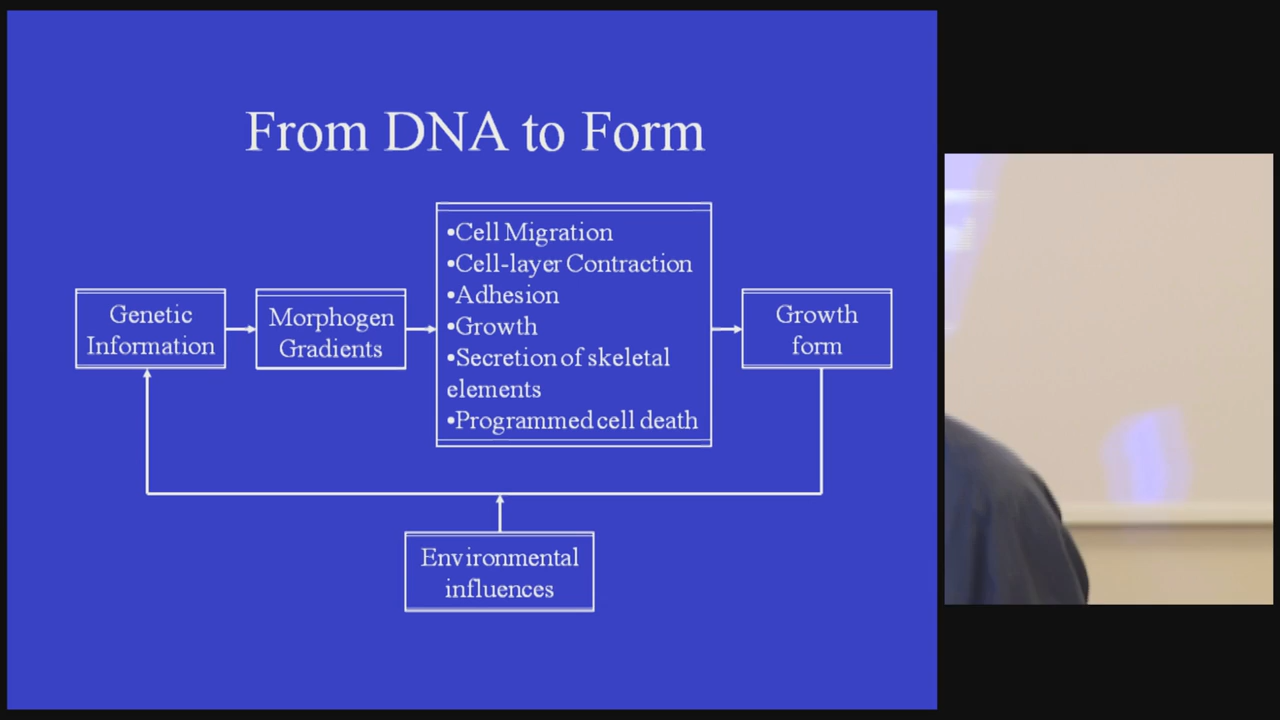 From DNA to Form
Genetic
Information
Morphogen
Gradients
•Cell Migration
•Cell-layer Contraction
•Adhesion
•Growth
•Secretion of skeletal
elements
•Programmed cell death
Growth
form
Environmental
influences